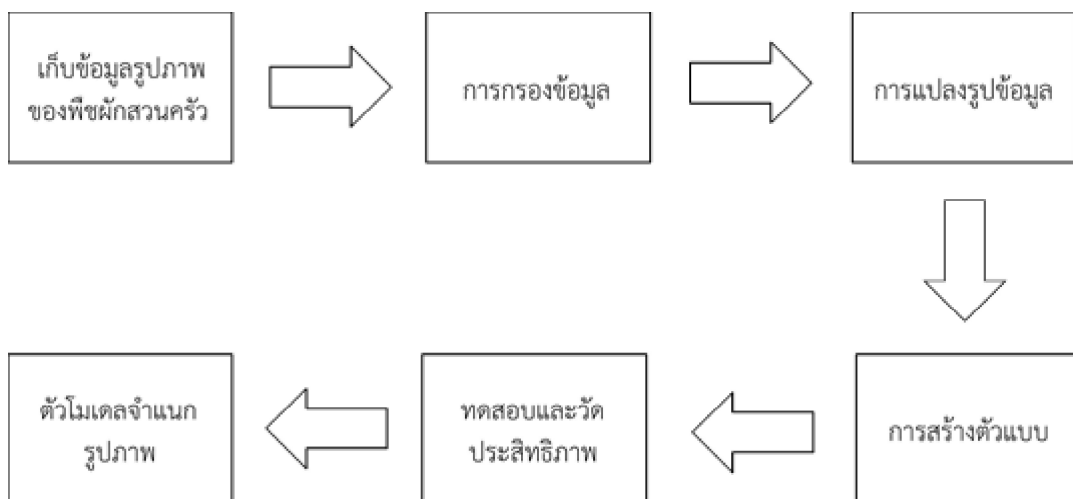 เก็บข้อมูลรูปภาพ
ของพืชผักสวนครัว
การกรองข้อมูล
การแปลงรูปข้อมูล
การสร้างตัวแบบ
ทดสอบและวัด
ประสิทธิภาพ
ตัวโมเดลจำแนก
รูปภาพ